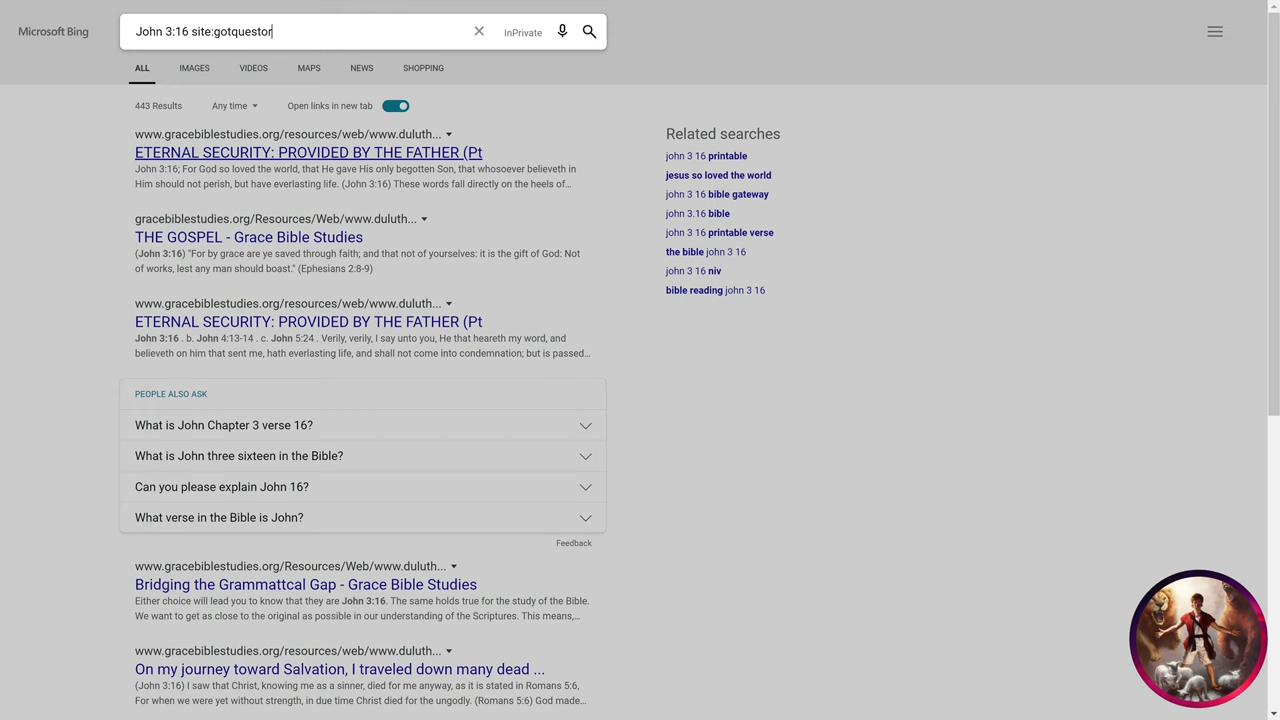 Microsoft Bing
John 3:16 site:gotquestor
InPrivate
ALL IMAGES VIDEOS MAPS NEWS SHOPPING
443 Results Any time Open links in new tab
www.gracebiblestudies.org/resources/web/www.duluth...
ETERNAL SECURITY: PROVIDED BY THE FATHER (Pt
John 3:16; For God so loved the world, that He gave His only begotten Son, that whosoever believeth in
Him should not perish, but have everlasting life. (John 3:16) These words fall directly on the heels of...
gracebiblestudies.org/Resources/Web/www.duluth...
THE GOSPEL - Grace Bible Studies
(John 3:16) "For by grace are ye saved through faith; and that not of yourselves: it is the gift of God: Not
of works, lest any man should boast." (Ephesians 2:8-9)
www.gracebiblestudies.org/resources/web/www.duluth...
ETERNAL SECURITY: PROVIDED BY THE FATHER (Pt
John 3:16 . b. John 4:13-14 . c. John 5:24 . Verily, verily, I say unto you, He that heareth my word, and
believeth on him that sent me, hath everlasting life, and shall not come into condemnation; but is passed...
PEOPLE ALSO ASK
What is John Chapter 3 verse 16?
What is John three sixteen in the Bible?
Can you please explain John 16?
What verse in the Bible is John?
Feedback
www.gracebiblestudies.org/Resources/Web/www.duluth...
Bridging the Grammattcal Gap - Grace Bible Studies
Either choice will lead you to know that they are John 3:16. The same holds true for the study of the Bible.
We want to get as close to the original as possible in our understanding of the Scriptures. This means,...
www.gracebiblestudies.org/resources/web/www.duluth...
On my journey toward Salvation, I traveled down many dead ...
(John 3:16) I saw that Christ, knowing me as a sinner, died for me anyway, as it is stated in Romans 5:6,
For when we were yet without strength, in due time Christ died for the ungodly. (Romans 5:6) God made...
Related searches
john 3 16 printable
jesus so loved the world
john 3 16 bible gateway
john 3.16 bible
john 3 16 printable verse
the bible john 3 16
john 3 16 niv
bible reading john 3 16